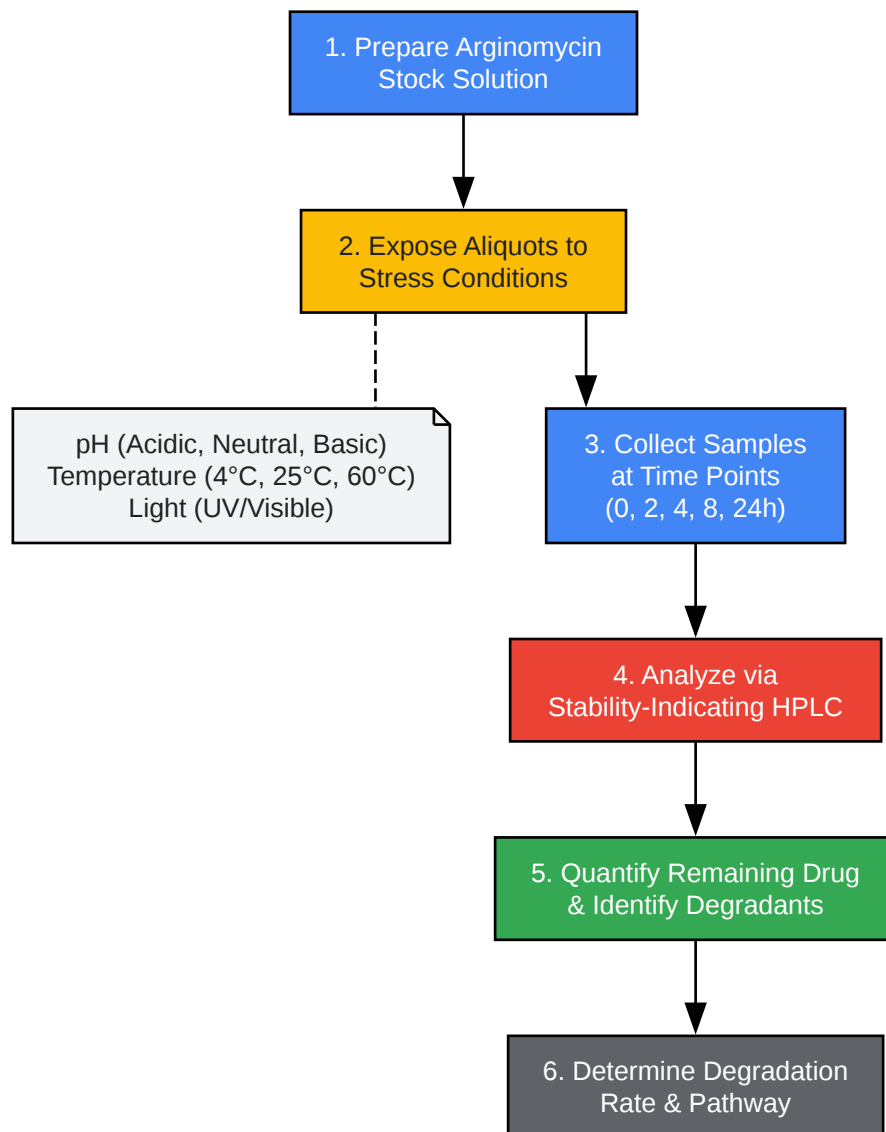 1. Prepare Arginomycin
Stock Solution
2. Expose Aliquots to
Stress Conditions
pH (Acidic, Neutral, Basic)
Temperature (4°C, 25°C, 60°C)
Light (UV/Visible)
3. Collect Samples
at Time Points
(0, 2, 4, 8, 24h)
4. Analyze via
Stability-Indicating HPLC
5. Quantify Remaining Drug
& Identify Degradants
6. Determine Degradation
Rate & Pathway